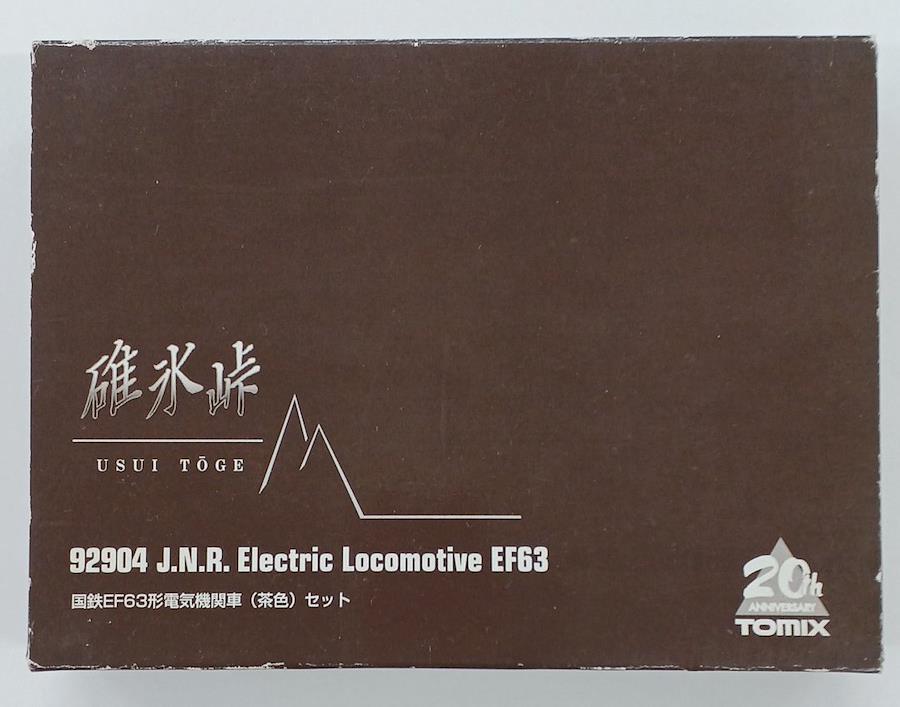 碓氷峠
USUI TŌGE
92904 J.N.R. Electric Locomotive EF63
国鉄EF63形電気機関車（茶色）セット
20th
ANNIVERSARY
TOMIX